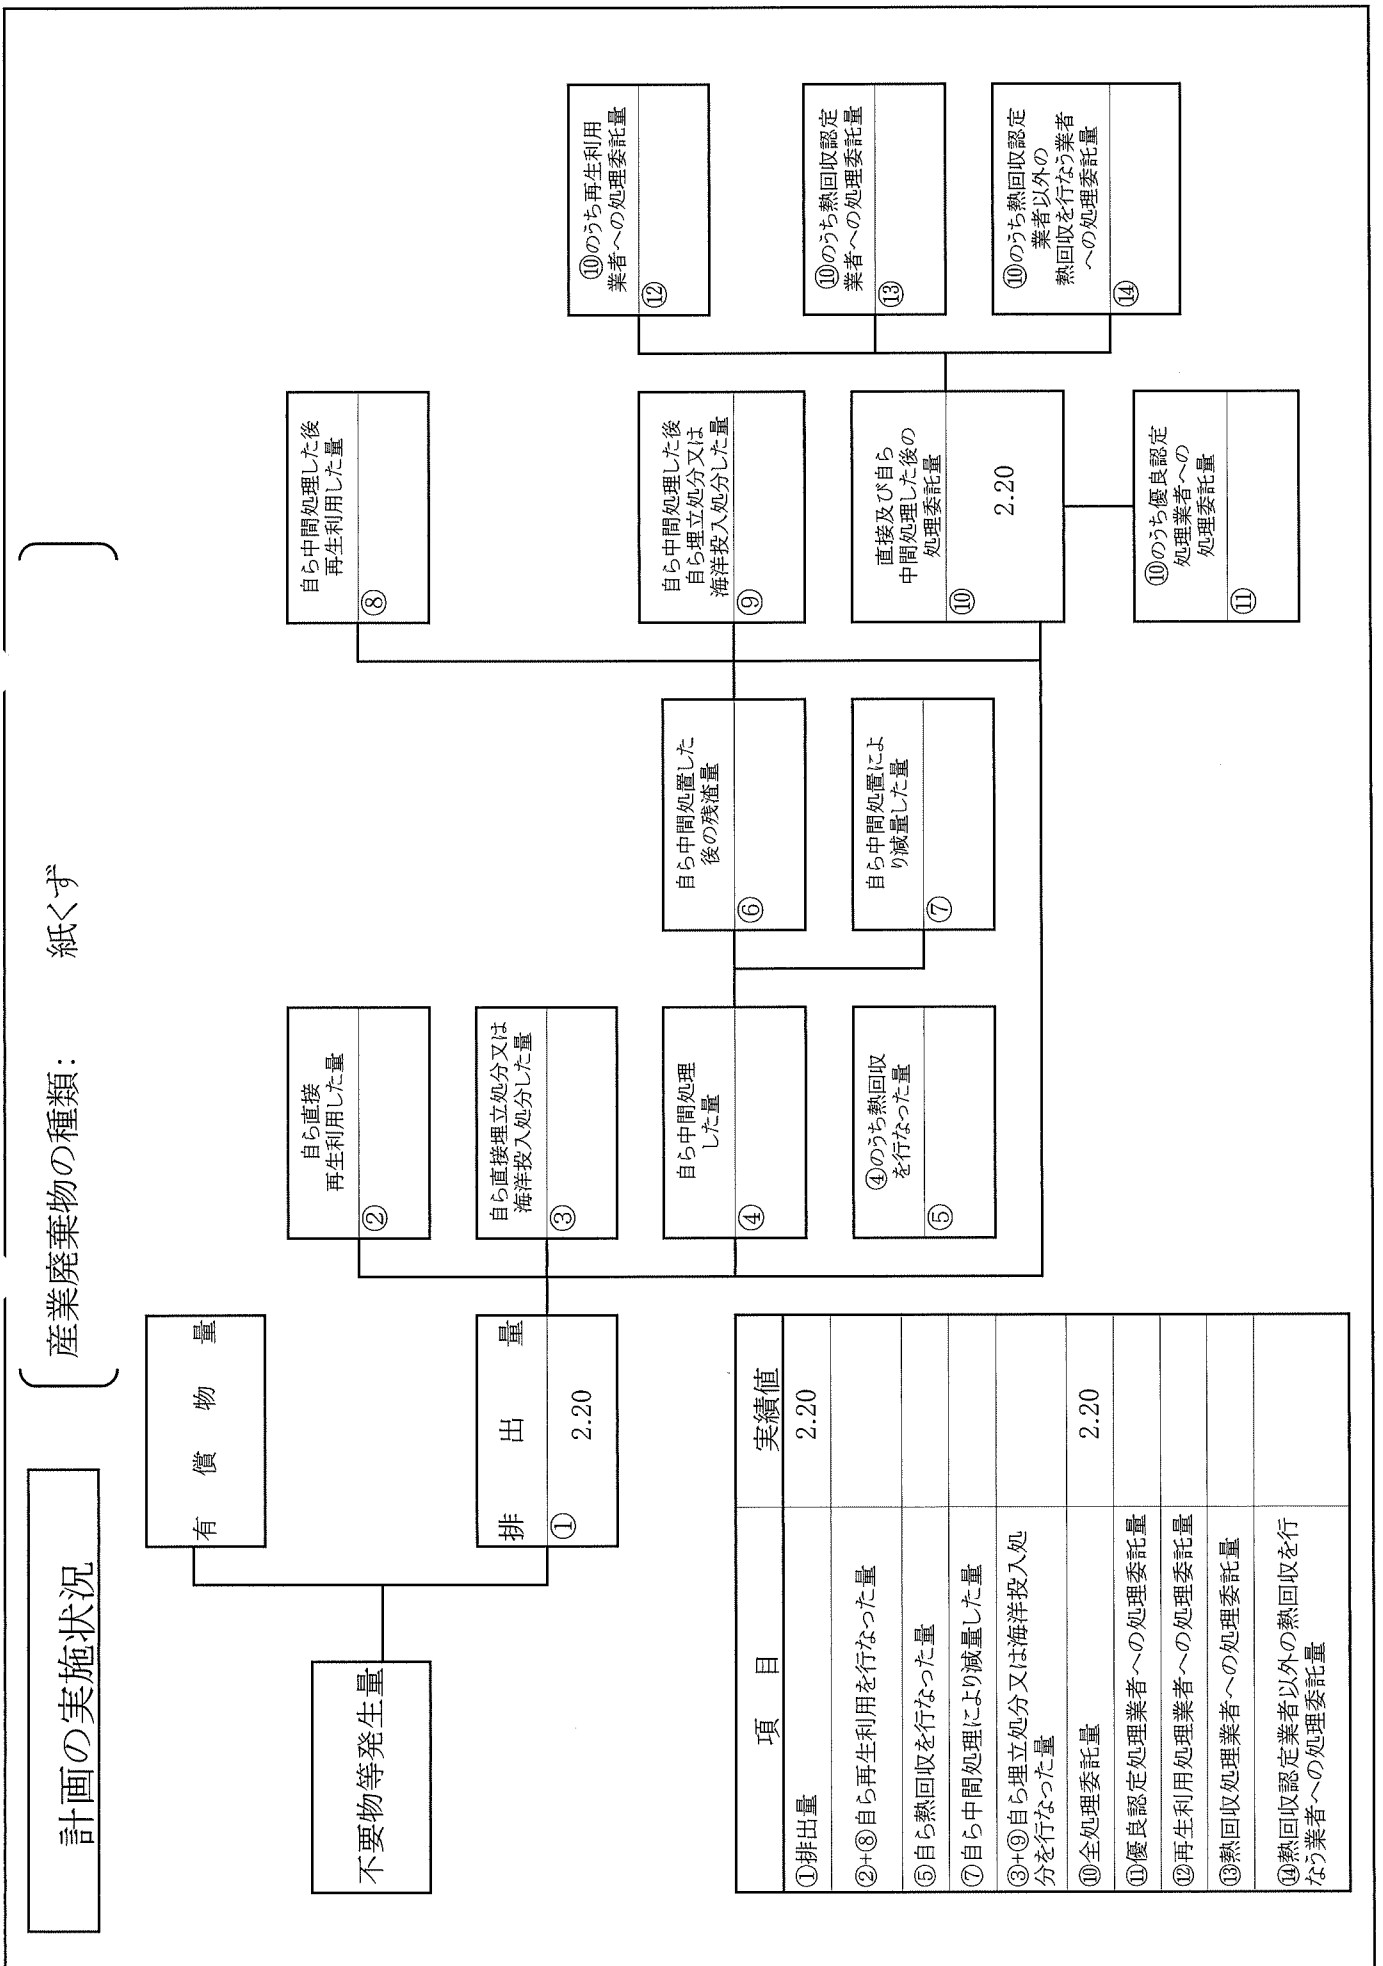 計画の実施状況
産業廃棄物の種類： 紙くず
不要物等発生量
有償物量
排出量
①
2.20
自ら直接
再生利用した量
②
自ら直接埋立処分又は
海洋投入処分した量
③
自ら中間処理
した量
④
④のうち熱回収
を行なった量
⑤
自ら中間処置した
後の残渣量
⑥
自ら中間処置によ
り減量した量
⑦
自ら中間処理した後
再生利用した量
⑧
自ら中間処理した後
自ら埋立処分又は
海洋投入処分した量
⑨
直接及び自ら
中間処理した後の
処理委託量
⑩
2.20
⑩のうち優良認定
処理業者への
処理委託量
⑪
⑩のうち再生利用
業者への処理委託量
⑫
⑩のうち熱回収認定
業者への処理委託量
⑬
⑩のうち熱回収認定
業者以外の
熱回収を行なう業者
への処理委託量
⑭
項目 実績値
①排出量 2.20
②+⑧自ら再生利用を行なった量
⑤自ら熱回収を行なった量
⑦自ら中間処理により減量した量
③+⑨自ら埋立処分又は海洋投入処
分を行なった量
⑩全処理委託量 2.20
⑪優良認定処理業者への処理委託量
⑫再生利用処理業者への処理委託量
⑬熱回収処理業者への処理委託量
⑭熱回収認定業者以外の熱回収を行
なう業者への処理委託量